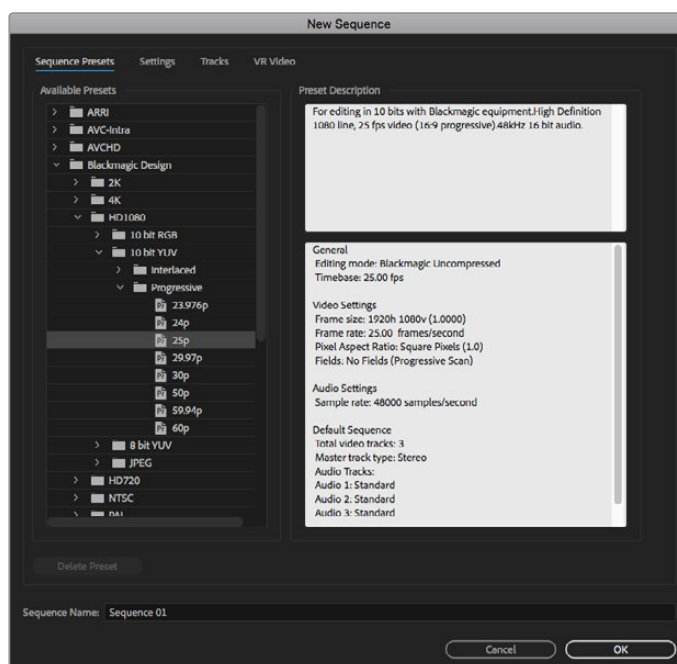 New Sequence
Sequence Presets Settings Tracks VR Video
Available Presets
ARRI
AVC-Intra
AVCHD
Blackmagic Design
2K
4K
HD1080
10 bit RGB
10 bit YUV
Interlaced
Progressive
23.976p
24p
25p
29.97p
30p
50p
59.94p
60p
8 bit YUV
JPEG
HD720
NTSC
PAL
Delete Preset
Preset Description
For editing in 10 bits with Blackmagic equipment.High Definition
1080 line, 25 fps video (16:9 progressive).48kHz 16 bit audio.
General
Editing mode: Blackmagic Uncompressed
Timebase: 25.00 fps
Video Settings
Frame size: 1920h 1080v (1.0000)
Frame rate: 25.00 frames/second
Pixel Aspect Ratio: Square Pixels (1.0)
Fields: No Fields (Progressive Scan)
Audio Settings
Sample rate: 48000 samples/second
Default Sequence
Total video tracks: 3
Master track type: Stereo
Audio Tracks:
Audio 1: Standard
Audio 2: Standard
Audio 3: Standard
Sequence Name: Sequence 01
Cancel OK